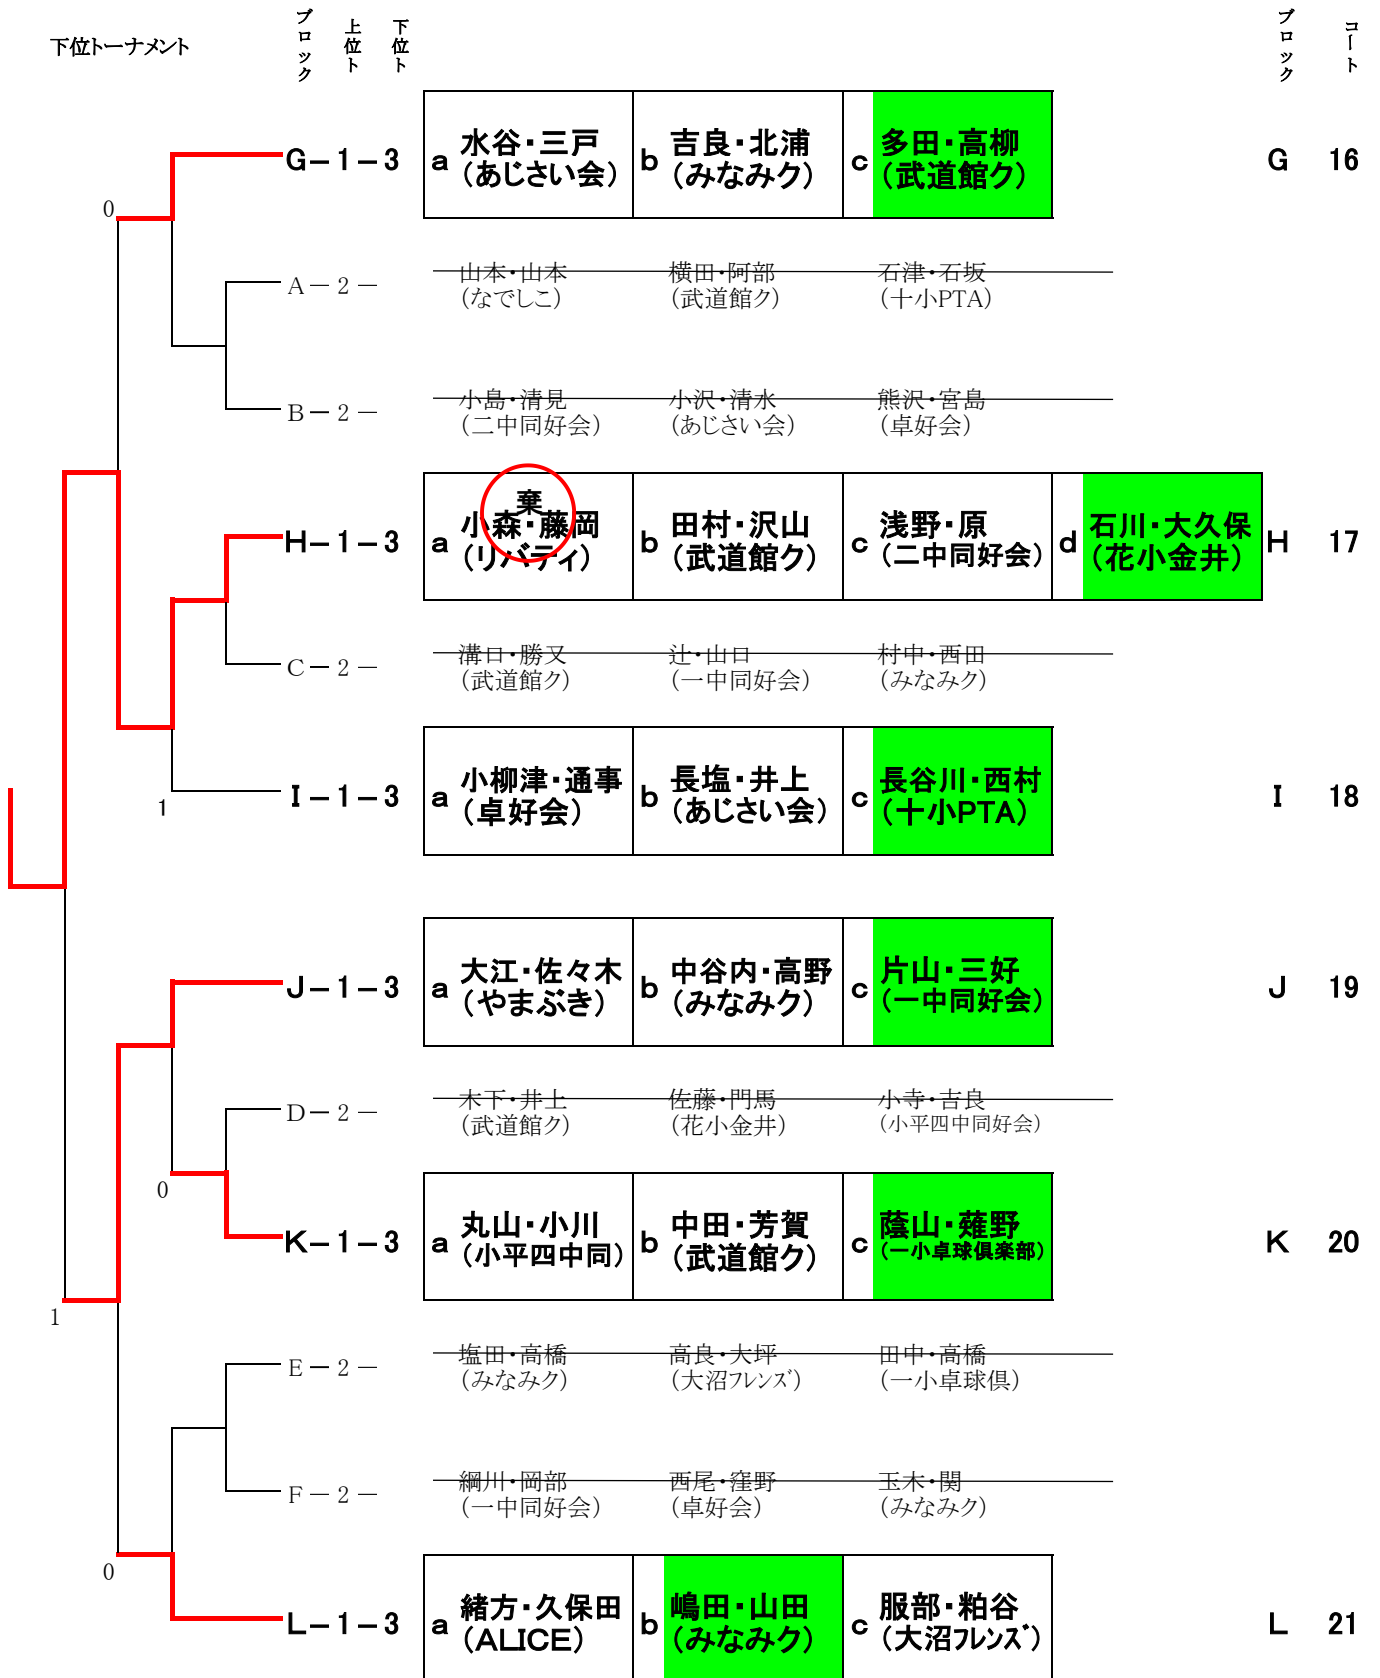 下位トーナメント ブロック 上位ト 下位ト ブロック コート
G－1－3 a 水谷・三戸 b 吉良・北浦 c 多田・高柳 G 16
(あじさい会) (みなみク) (武道館ク)
0
A－2－ 山本・山本 横田・阿部 石津・石坂
(なでしこ) (武道館ク) (十小PTA)
B－2－ 小島・清見 小沢・清水 熊沢・宮島
(二中同好会) (あじさい会) (卓好会)
棄
H－1－3 a 小森・藤岡 b 田村・沢山 c 浅野・原 d 石川・大久保 H 17
(リバティ) (武道館ク) (二中同好会) (花小金井)
C－2－ 溝口・勝又 辻・山口 村中・西田
(武道館ク) (一中同好会) (みなみク)
I－1－3 a 小柳津・通事 b 長塩・井上 c 長谷川・西村 I 18
1 (卓好会) (あじさい会) (十小PTA)
J－1－3 a 大江・佐々木 b 中谷内・高野 c 片山・三好 J 19
(やまぶき) (みなみク) (一中同好会)
D－2－ 木下・井上 佐藤・門馬 小寺・吉良
(武道館ク) (花小金井) (小平四中同好会)
0
K－1－3 a 丸山・小川 b 中田・芳賀 c 蔭山・薙野 K 20
(小平四中同) (武道館ク) (一小卓球倶楽部)
1
E－2－ 塩田・高橋 高良・大坪 田中・高橋
(みなみク) (大沼フレンズ) (一小卓球倶)
F－2－ 綱川・岡部 西尾・窪野 玉木・関
(一中同好会) (卓好会) (みなみク)
0
L－1－3 a 緒方・久保田 b 嶋田・山田 c 服部・粕谷 L 21
(ALICE) (みなみク) (大沼フレンズ)